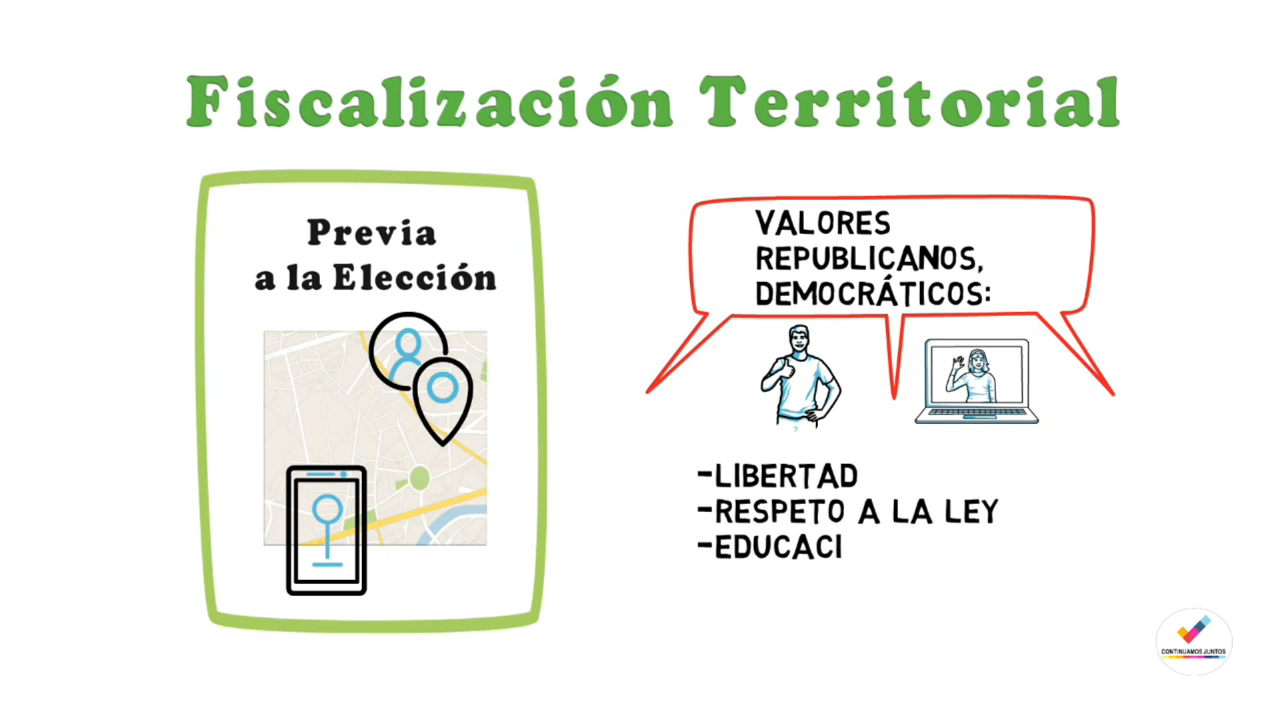 Fiscalización Territorial
Previa
a la Elección
VALORES
REPUBLICANOS,
DEMOCRÁTICOS:
-LIBERTAD
-RESPETO A LA LEY
-EDUCACI
CONTINUAMOS JUNTOS